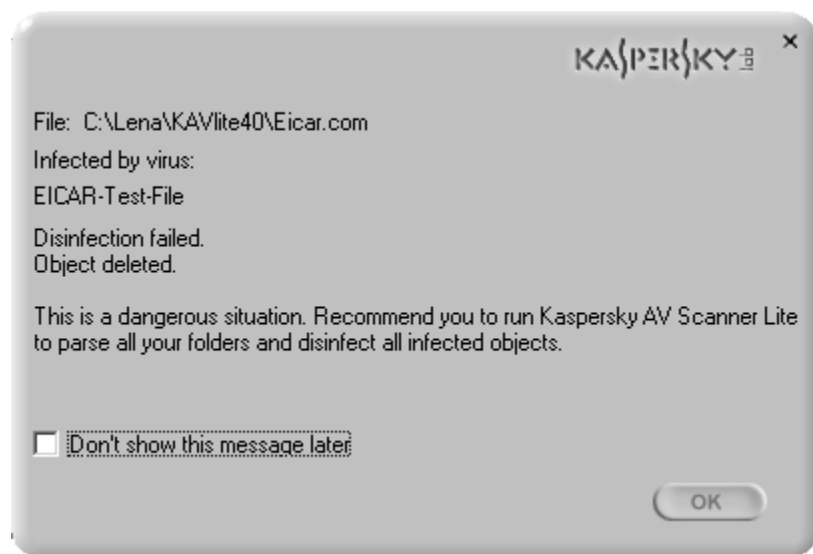 KASPERSKY lab
×
File: C:\Lena\KAVlite40\Eicar.com
Infected by virus:
EICAR-Test-File
Disinfection failed.
Object deleted.
This is a dangerous situation. Recommend you to run Kaspersky AV Scanner Lite
to parse all your folders and disinfect all infected objects.
Don't show this message later
OK